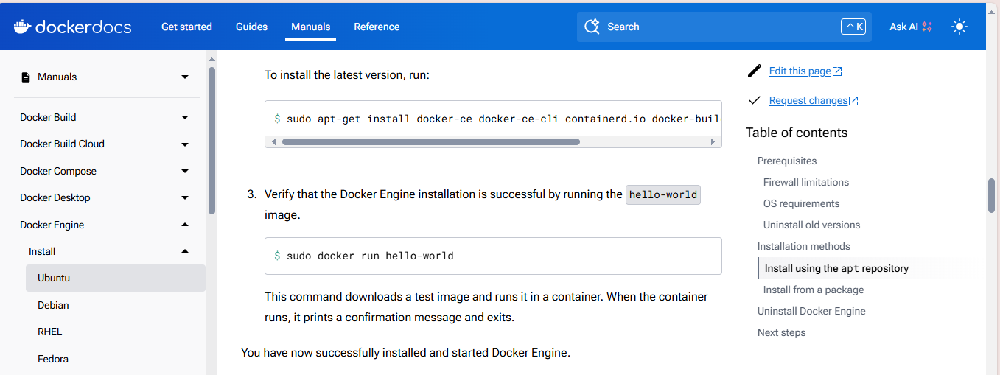 dockerdocs
Get started
Guides
Manuals
Reference
Search
^ K
Ask AI
Manuals
Docker Build
Docker Build Cloud
Docker Compose
Docker Desktop
Docker Engine
Install
Ubuntu
Debian
RHEL
Fedora
To install the latest version, run:
$ sudo apt-get install docker-ce docker-ce-cli containerd.io docker-buil
3. Verify that the Docker Engine installation is successful by running the hello-world
image.
$ sudo docker run hello-world
This command downloads a test image and runs it in a container. When the container
runs, it prints a confirmation message and exits.
You have now successfully installed and started Docker Engine.
Edit this page
Request changes
Table of contents
Prerequisites
Firewall limitations
OS requirements
Uninstall old versions
Installation methods
Install using the apt repository
Install from a package
Uninstall Docker Engine
Next steps